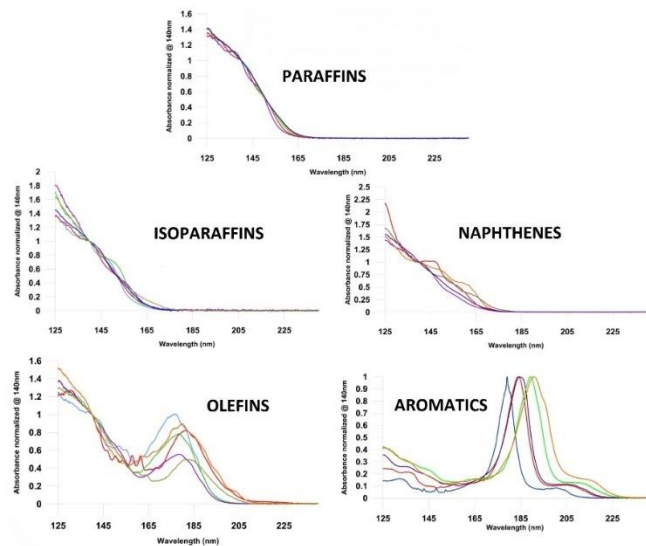 PARAFFINS
Absorbance normalized @ 140nm
1.6
1.4
1.2
1
0.8
0.6
0.4
0.2
0
125 145 165 185 205 225
Wavelength (nm)
ISOPARAFFINS
Absorbance normalized @ 140nm
2
1.8
1.6
1.4
1.2
1
0.8
0.6
0.4
0.2
0
125 145 165 185 205 225
Wavelength (nm)
NAPHTHENES
Absorbance normalized @ 140nm
2.5
2.25
2
1.75
1.5
1.25
1
0.75
0.5
0.25
0
125 145 165 185 205 225
Wavelength (nm)
OLEFINS
Absorbance normalized @ 140nm
1.6
1.4
1.2
1
0.8
0.6
0.4
0.2
0
125 145 165 185 205 225
Wavelength (nm)
AROMATICS
Absorbance normalized @ 140nm
1
0.9
0.8
0.7
0.6
0.5
0.4
0.3
0.2
0.1
0
125 145 165 185 205 225
Wavelength (nm)